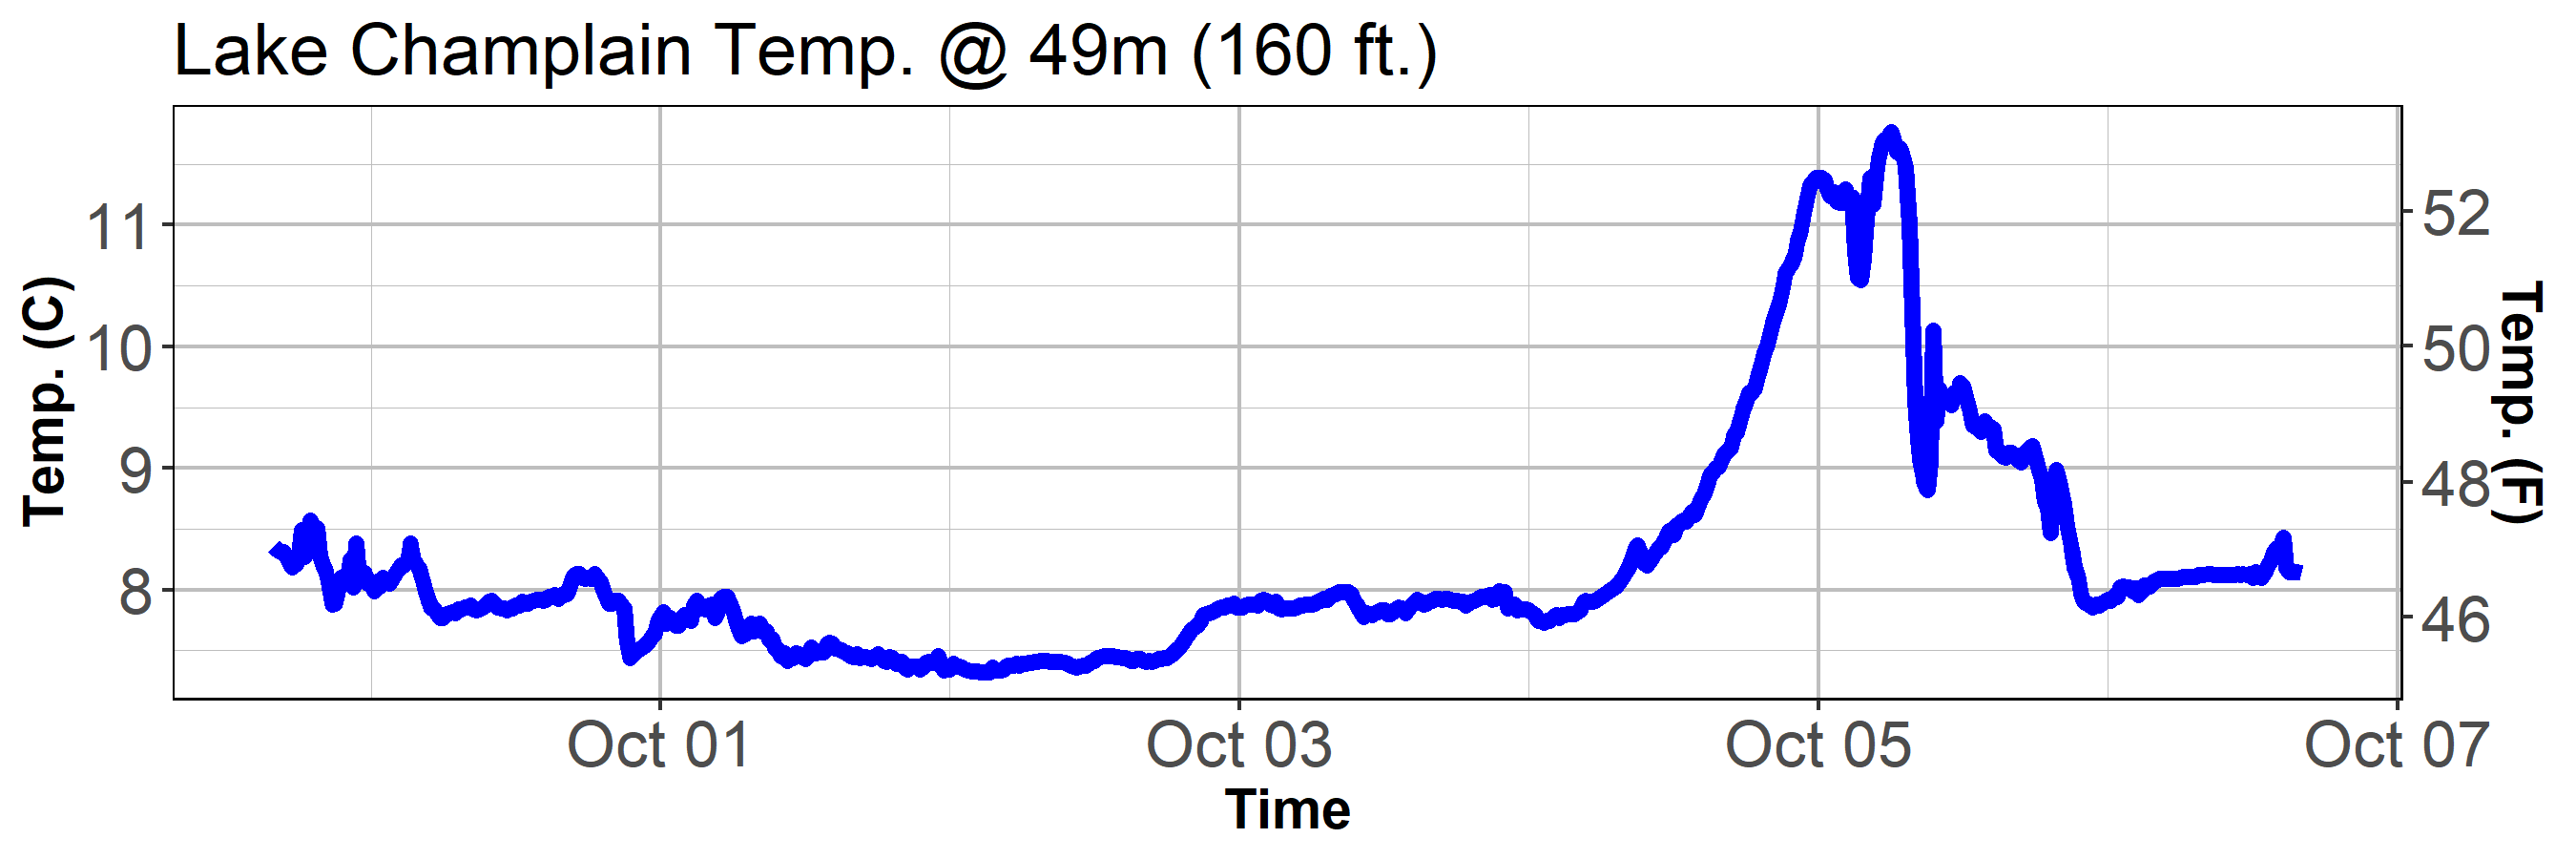 Lake Champlain Temp. @ 49m (160 ft.)
Temp. (C)
11
10
9
8
52
50
48
46
Temp. (F)
Oct 01
Oct 03
Oct 05
Oct 07
Time